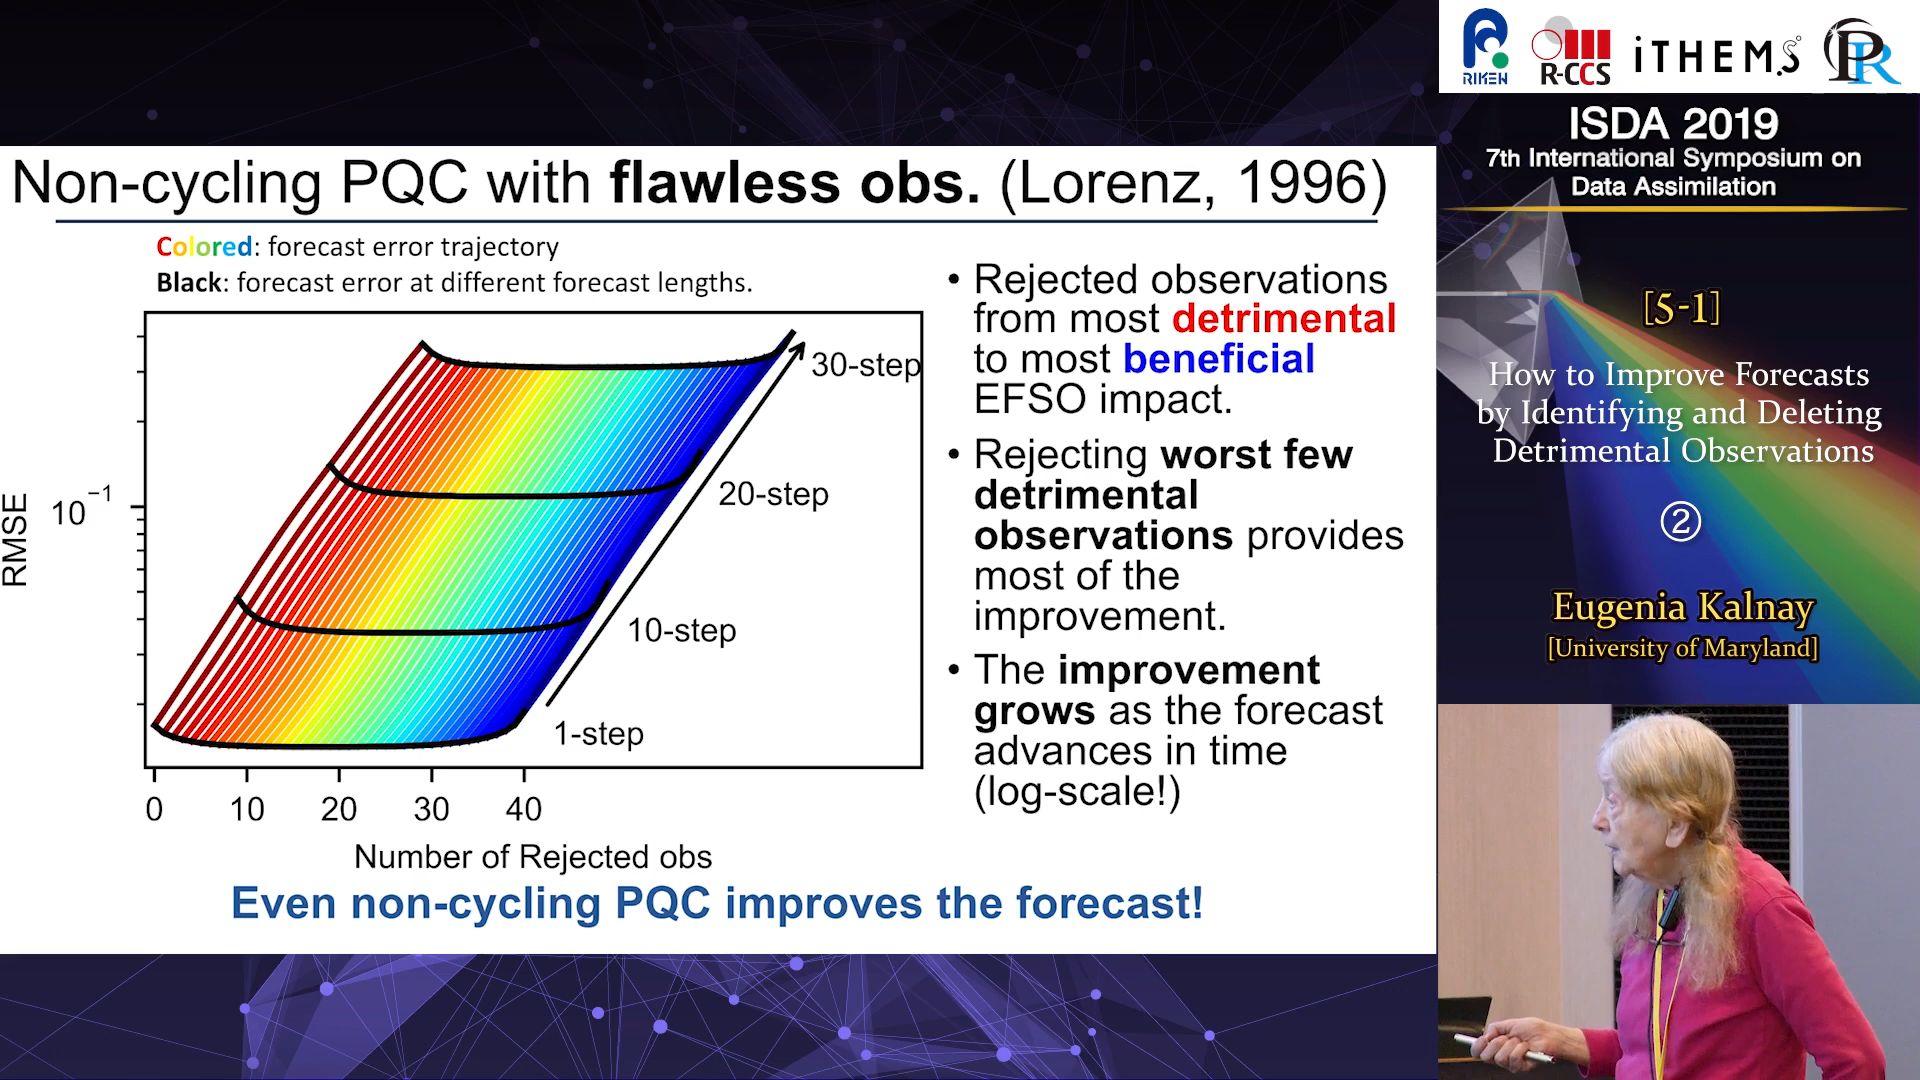 Non-cycling PQC with flawless obs. (Lorenz, 1996)
Colored: forecast error trajectory
Black: forecast error at different forecast lengths.
RMSE
10⁻¹
30-step
20-step
10-step
1-step
0 10 20 30 40
Number of Rejected obs
• Rejected observations
from most detrimental
to most beneficial
EFSO impact.
• Rejecting worst few
detrimental
observations provides
most of the
improvement.
• The improvement
grows as the forecast
advances in time
(log-scale!)
Even non-cycling PQC improves the forecast!
RIKEN
R-CCS
iTHEMS
PR
ISDA 2019
7th International Symposium on
Data Assimilation
[5-1]
How to Improve Forecasts
by Identifying and Deleting
Detrimental Observations
②
Eugenia Kalnay
[University of Maryland]